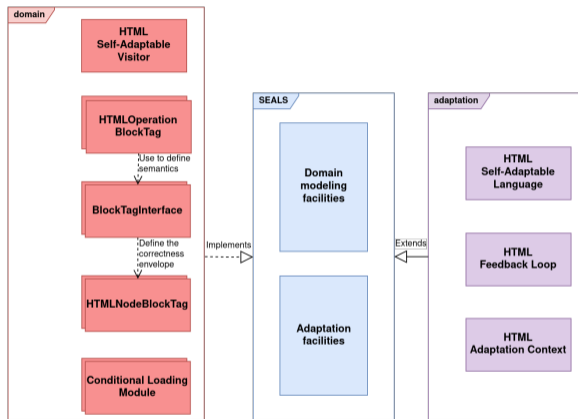 domain
HTML
Self-Adaptable
Visitor
HTMLOperation
BlockTag
Use to define
semantics
BlockTagInterface
Define the
correctness
envelope
HTMLNodeBlockTag
Conditional Loading
Module
Implements
SEALS
Domain
modeling
facilities
Adaptation
facilities
Extends
adaptation
HTML
Self-Adaptable
Language
HTML
Feedback Loop
HTML
Adaptation Context